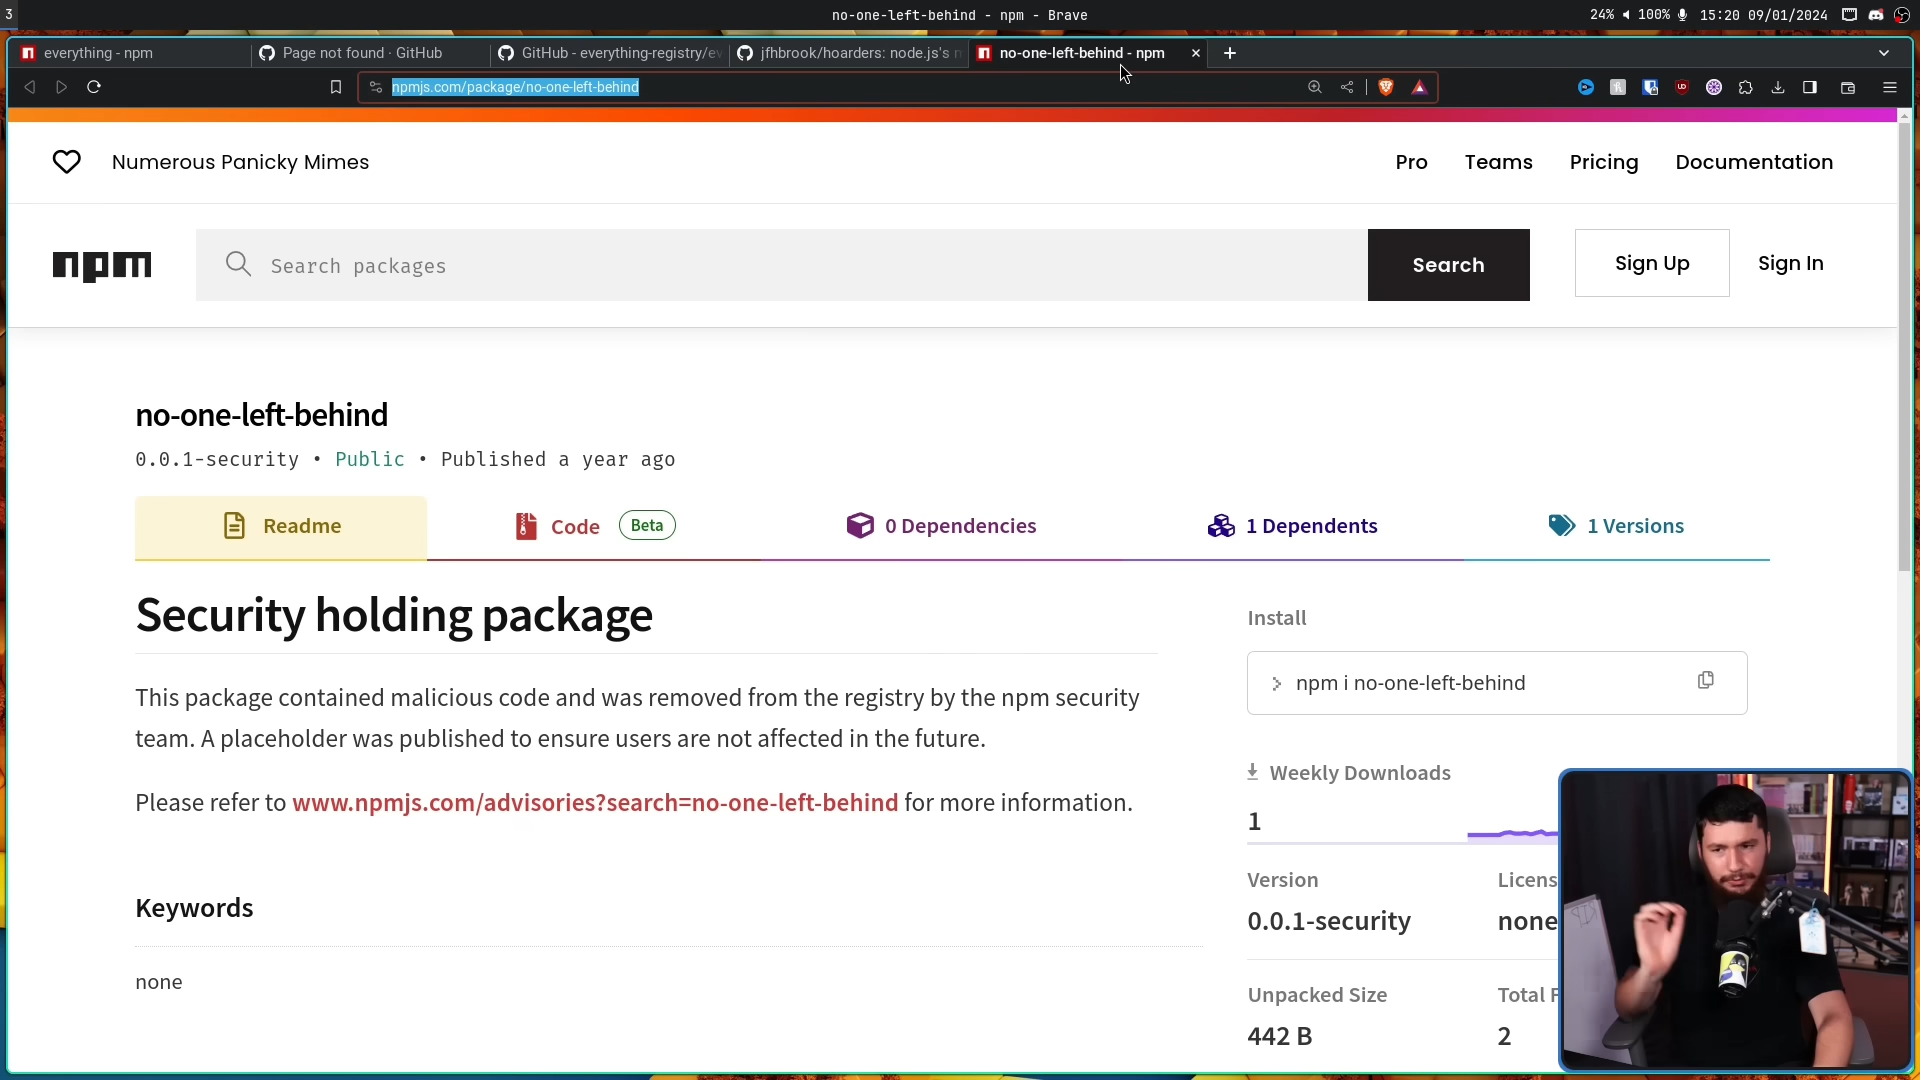 3
no-one-left-behind - npm - Brave
24% 100% 15:20 09/01/2024
everything - npm
Page not found · GitHub
GitHub - everything-registry/ev
jfhbrook/hoarders: node.js's n
no-one-left-behind - npm
npmjs.com/package/no-one-left-behind
Numerous Panicky Mimes
Pro Teams Pricing Documentation
npm
Search packages
Search
Sign Up
Sign In
no-one-left-behind
0.0.1-security • Public • Published a year ago
Readme
Code Beta
0 Dependencies
1 Dependents
1 Versions
Security holding package
This package contained malicious code and was removed from the registry by the npm security
team. A placeholder was published to ensure users are not affected in the future.
Please refer to www.npmjs.com/advisories?search=no-one-left-behind for more information.
Keywords
none
Install
npm i no-one-left-behind
Weekly Downloads
1
Version Licens
0.0.1-security none
Unpacked Size Total F
442 B 2